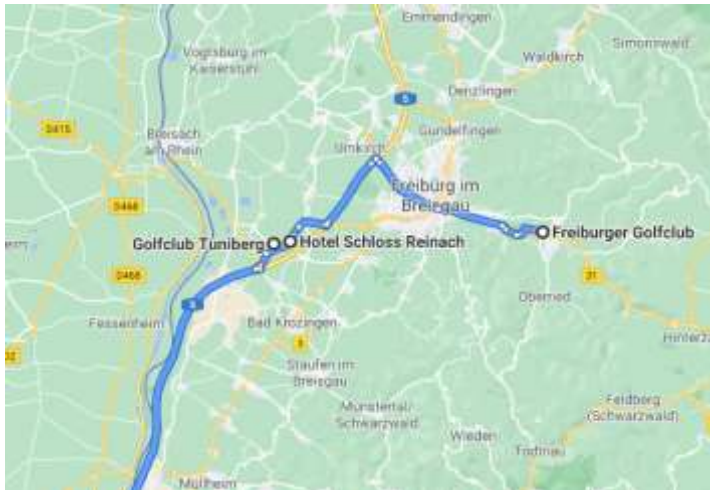 Emmendingen
Vogtsburg im
Kaiserstuhl
Simonswald
Waldkirch
Denzlingen
5
D415
Breisach
am Rhein
Gundelfingen
Umkirch
Freiburg im
Breisgau
D468
Golfclub Tuniberg
Hotel Schloss Reinach
Freiburger Golfclub
D468
31
Oberried
5
Fessenheim
Bad Krozingen
3
Staufen im
Breisgau
Feldberg
(Schwarzwald)
Münstertal/
Schwarzwald
Wieden
Todtnau
Müllheim